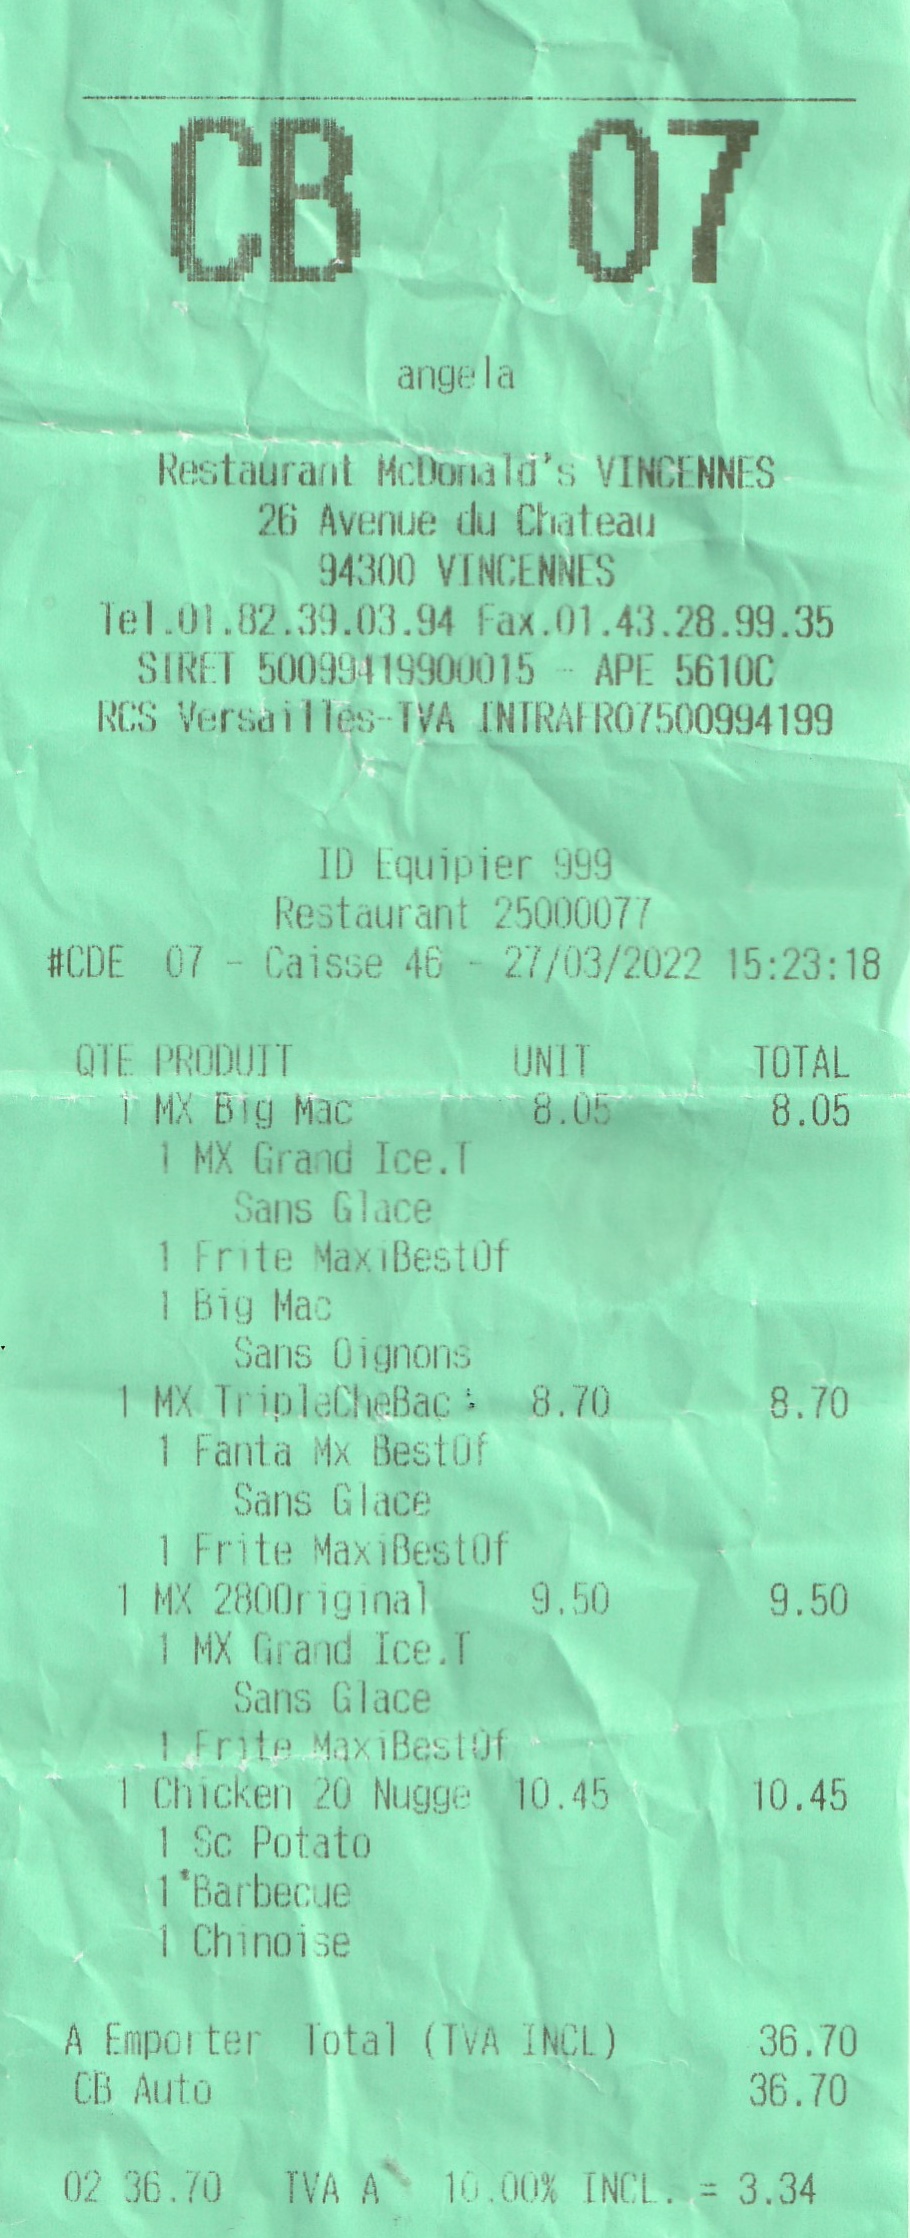 CB 07
angela
Restaurant McDonald's VINCENNES
26 Avenue du Chateau
94300 VINCENNES
Tel.01.82.39.03.94 Fax.01.43.28.99.35
SIRET 50099419900015 - APE 5610C
RCS Versailles-TVA INTRAFR07500994199
ID Equipier 999
Restaurant 25000077
#CDE 07 - Caisse 46 - 27/03/2022 15:23:18
QTE PRODUIT UNIT TOTAL
1 MX Big Mac 8.05 8.05
1 MX Grand Ice.T
Sans Glace
1 Frite MaxiBestOf
1 Big Mac
Sans Oignons
1 MX TripleCheBac 8.70 8.70
1 Fanta Mx BestOf
Sans Glace
1 Frite MaxiBestOf
1 MX 280Original 9.50 9.50
1 MX Grand Ice.T
Sans Glace
1 Frite MaxiBestOf
1 Chicken 20 Nugge 10.45 10.45
1 Sc Potato
1 Barbecue
1 Chinoise
A Emporter Total (TVA INCL) 36.70
CB Auto 36.70
02 36.70 TVA A 10.00% INCL. = 3.34